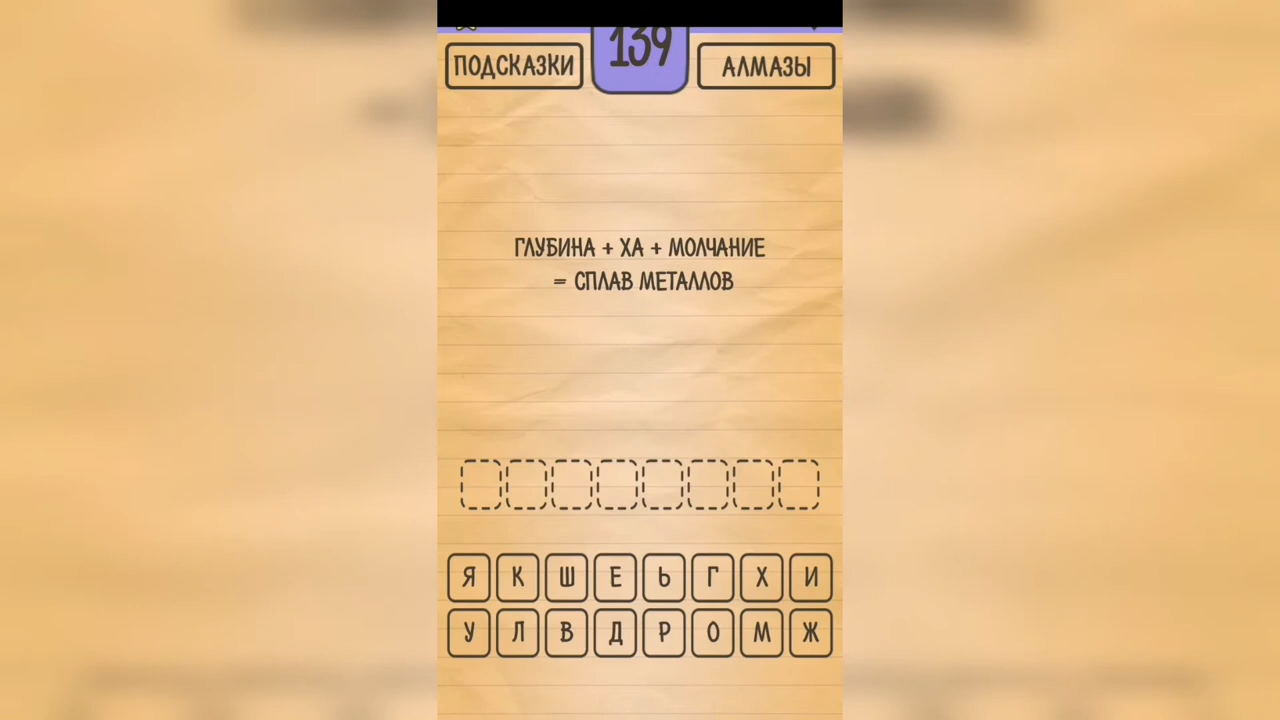 ПОДСКАЗКИ 139 АЛМАЗЫ
ГЛУБИНА + ХА + МОЛЧАНИЕ
= СПЛАВ МЕТАЛЛОВ
Я К Ш Е Ь Г Х И
У Л В Д Р О М Ж